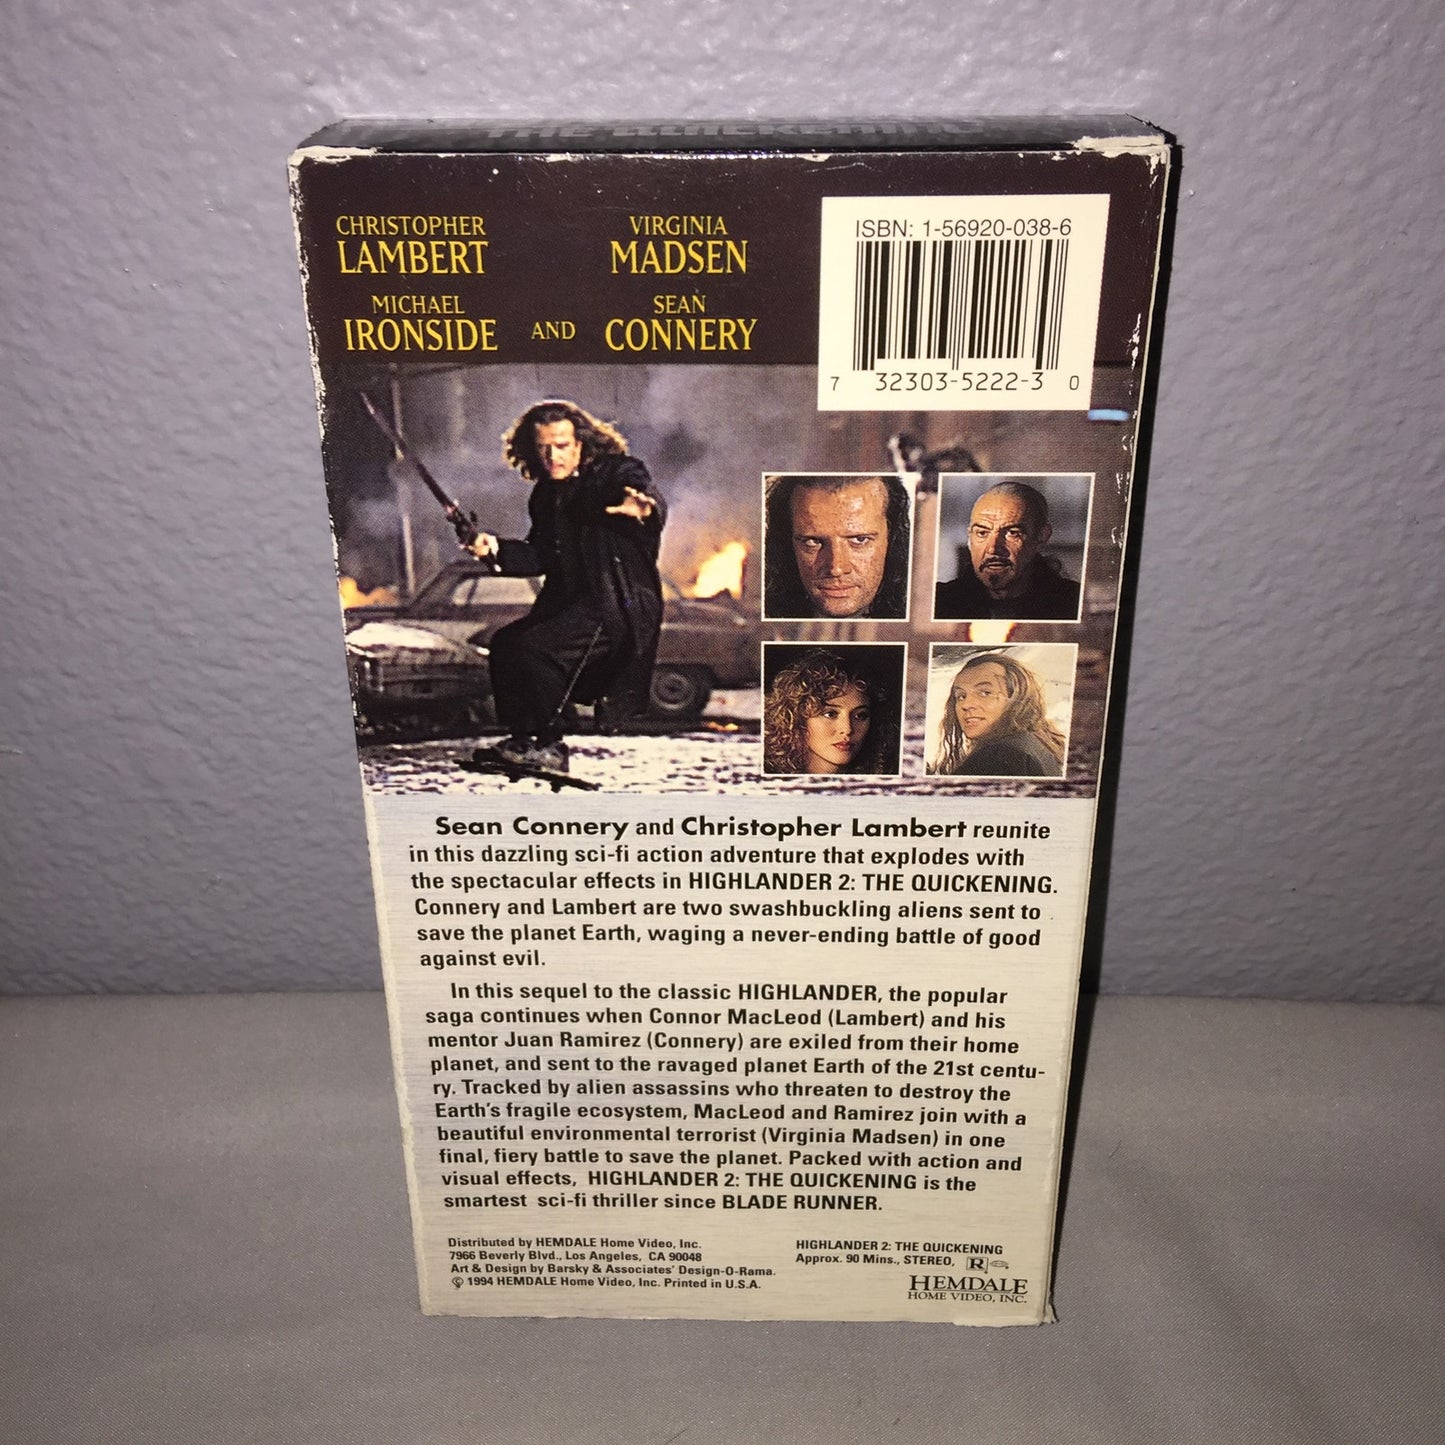 THE QUICKENING
CHRISTOPHER
LAMBERT
VIRGINIA
MADSEN
MICHAEL
IRONSIDE
AND
SEAN
CONNERY
ISBN: 1-56920-038-6
7 32303-5222-3 0
Sean Connery and Christopher Lambert reunite
in this dazzling sci-fi action adventure that explodes with
the spectacular effects in HIGHLANDER 2: THE QUICKENING.
Connery and Lambert are two swashbuckling aliens sent to
save the planet Earth, waging a never-ending battle of good
against evil.
In this sequel to the classic HIGHLANDER, the popular
saga continues when Connor MacLeod (Lambert) and his
mentor Juan Ramirez (Connery) are exiled from their home
planet, and sent to the ravaged planet Earth of the 21st centu-
ry. Tracked by alien assassins who threaten to destroy the
Earth's fragile ecosystem, MacLeod and Ramirez join with a
beautiful environmental terrorist (Virginia Madsen) in one
final, fiery battle to save the planet. Packed with action and
visual effects, HIGHLANDER 2: THE QUICKENING is the
smartest sci-fi thriller since BLADE RUNNER.
Distributed by HEMDALE Home Video, Inc.
7966 Beverly Blvd., Los Angeles, CA 90048
Art & Design by Barsky & Associates' Design-O-Rama.
© 1994 HEMDALE Home Video, Inc. Printed in U.S.A.
HIGHLANDER 2: THE QUICKENING
Approx. 90 Mins., STEREO, R
HEMDALE
HOME VIDEO, INC.